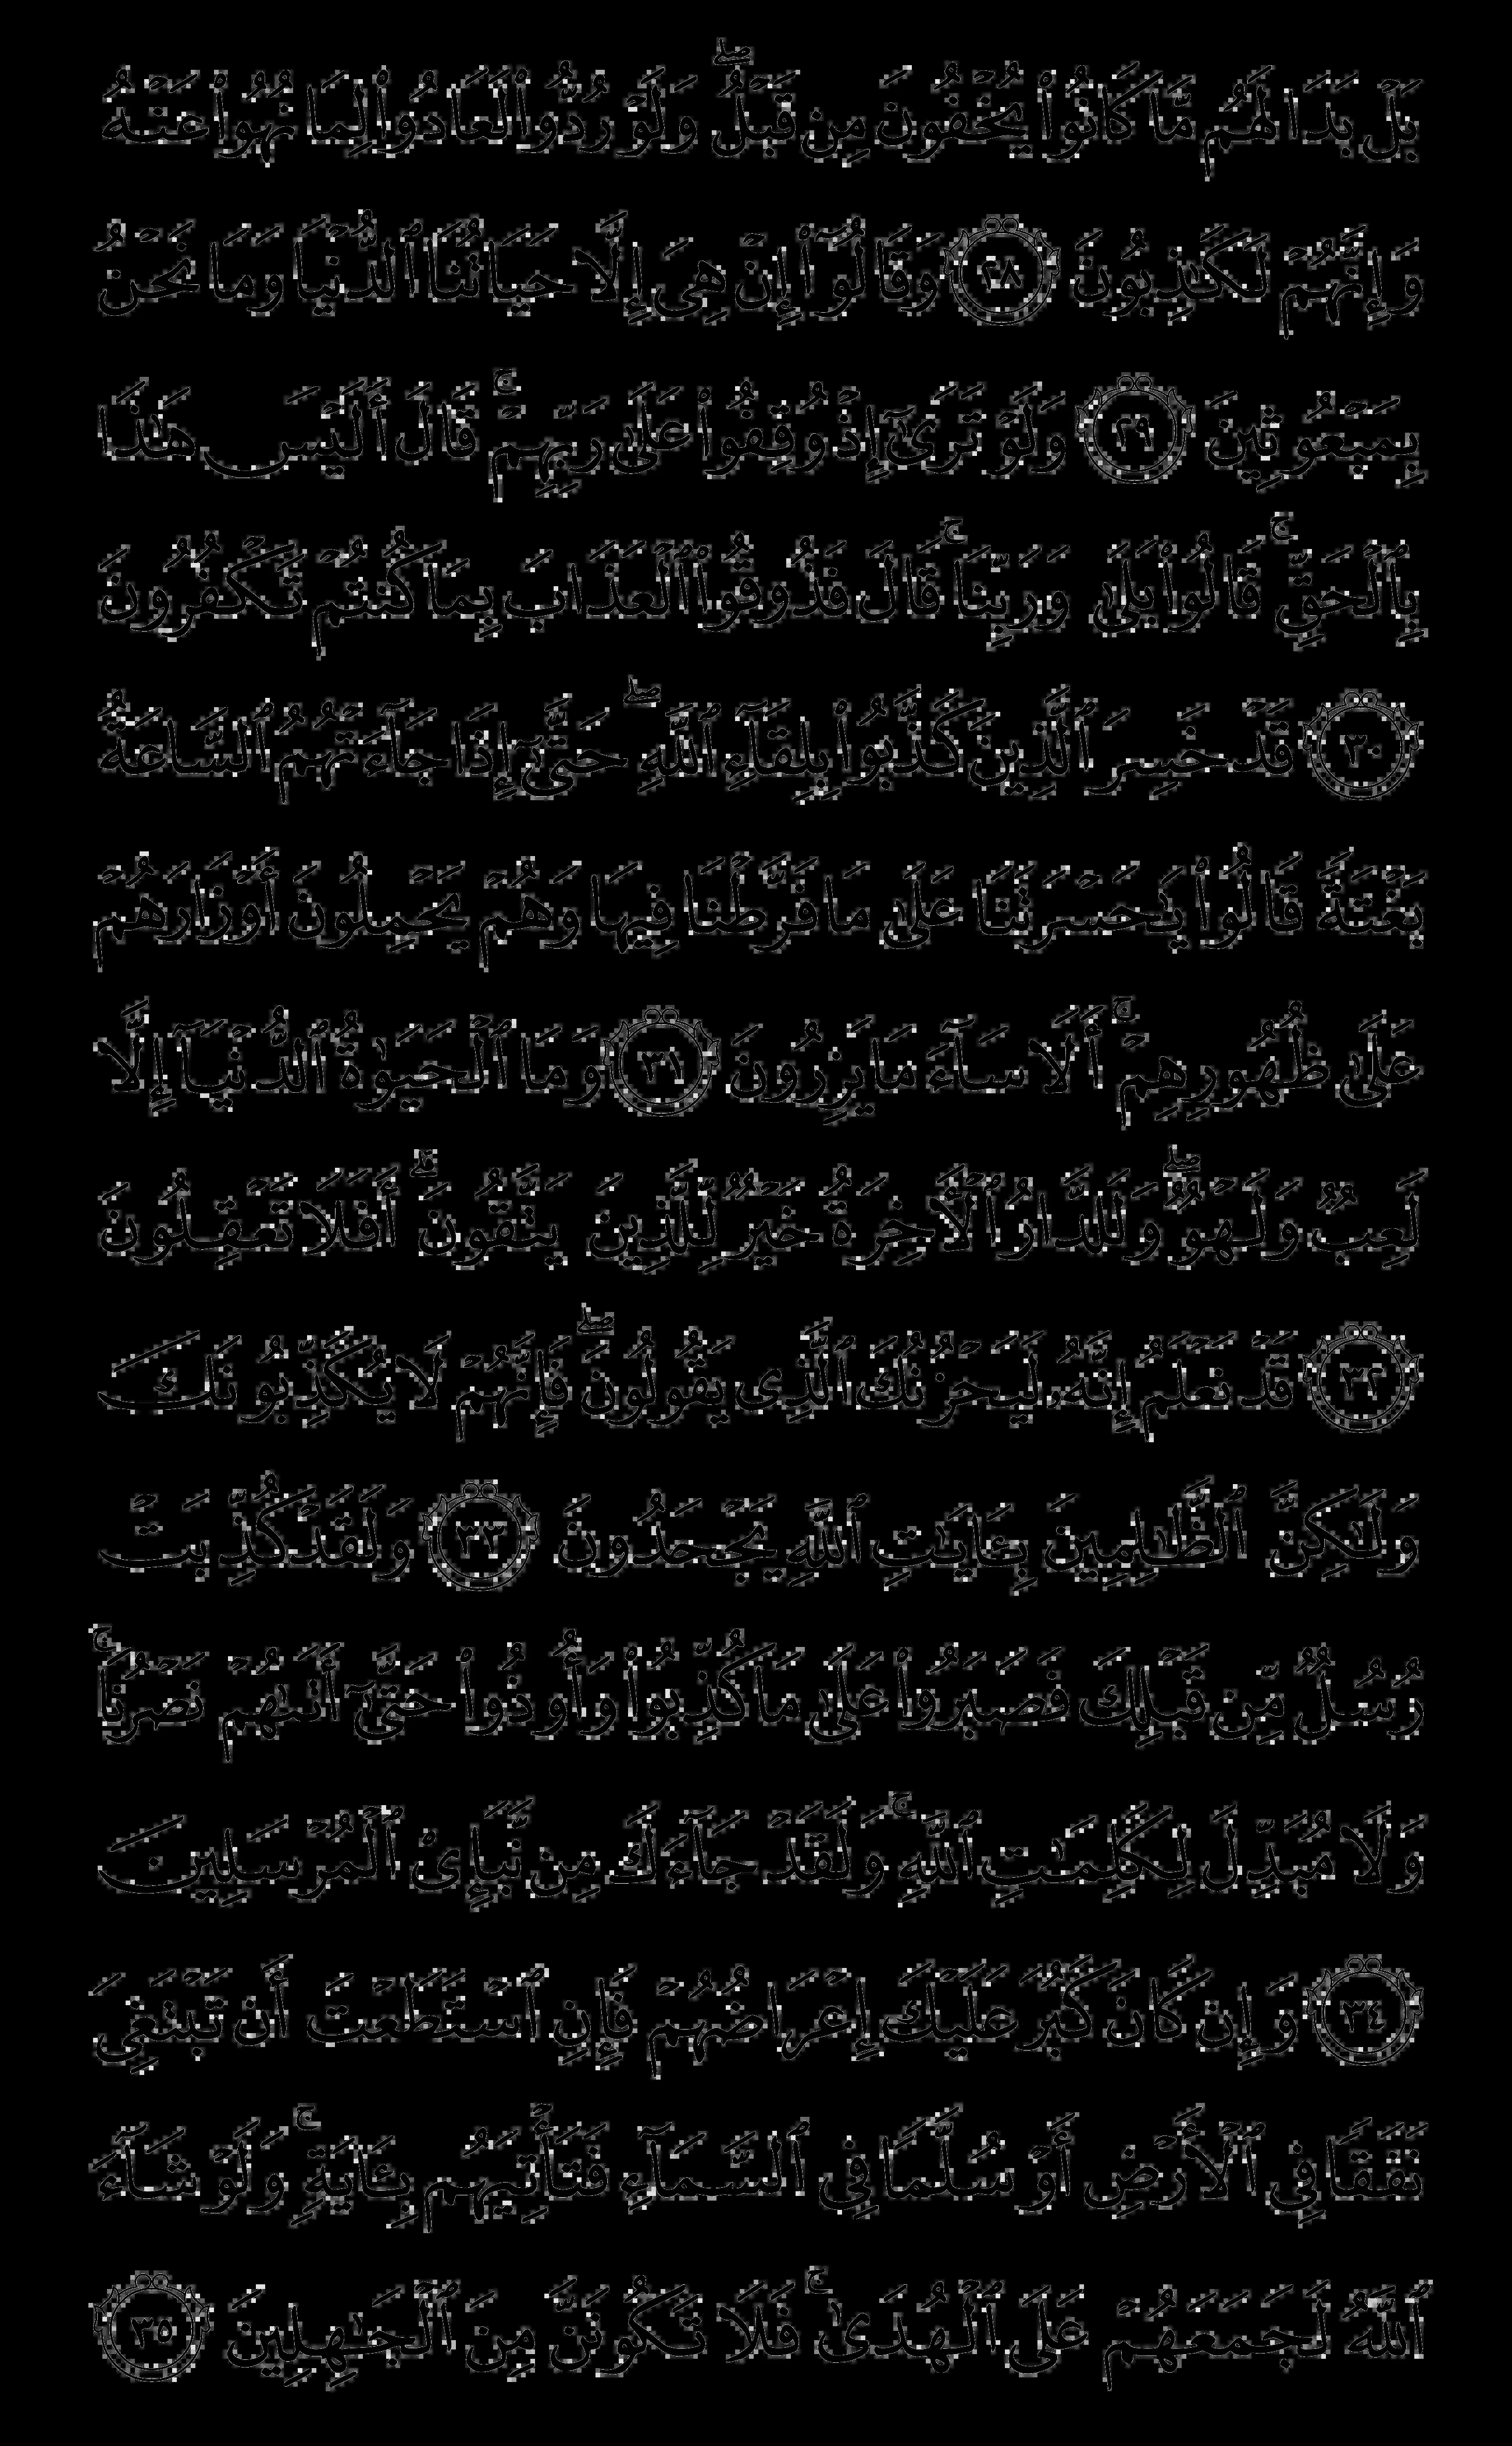 بَلْ بَدَا لَهُم مَّا كَانُوا۟ يُخْفُونَ مِن قَبْلُ ۖ وَلَوْ رُدُّوا۟ لَعَادُوا۟ لِمَا نُهُوا۟ عَنْهُ
وَإِنَّهُمْ لَكَـٰذِبُونَ ٢٨ وَقَالُوٓا۟ إِنْ هِىَ إِلَّا حَيَاتُنَا ٱلدُّنْيَا وَمَا نَحْنُ
بِمَبْعُوثِينَ ٢٩ وَلَوْ تَرَىٰٓ إِذْ وُقِفُوا۟ عَلَىٰ رَبِّهِمْ ۚ قَالَ أَلَيْسَ هَـٰذَا
بِٱلْحَقِّ ۚ قَالُوا۟ بَلَىٰ وَرَبِّنَا ۚ قَالَ فَذُوقُوا۟ ٱلْعَذَابَ بِمَا كُنتُمْ تَكْفُرُونَ
٣٠ قَدْ خَسِرَ ٱلَّذِينَ كَذَّبُوا۟ بِلِقَآءِ ٱللَّهِ ۖ حَتَّىٰٓ إِذَا جَآءَتْهُمُ ٱلسَّاعَةُ
بَغْتَةً قَالُوا۟ يَـٰحَسْرَتَنَا عَلَىٰ مَا فَرَّطْنَا فِيهَا وَهُمْ يَحْمِلُونَ أَوْزَارَهُمْ
عَلَىٰ ظُهُورِهِمْ ۚ أَلَا سَآءَ مَا يَزِرُونَ ٣١ وَمَا ٱلْحَيَوٰةُ ٱلدُّنْيَآ إِلَّا
لَعِبٌ وَلَهْوٌ ۖ وَلَلدَّارُ ٱلْـَٔاخِرَةُ خَيْرٌ لِّلَّذِينَ يَتَّقُونَ ۗ أَفَلَا تَعْقِلُونَ
٣٢ قَدْ نَعْلَمُ إِنَّهُۥ لَيَحْزُنُكَ ٱلَّذِى يَقُولُونَ ۖ فَإِنَّهُمْ لَا يُكَذِّبُونَكَ
وَلَـٰكِنَّ ٱلظَّـٰلِمِينَ بِـَٔايَـٰتِ ٱللَّهِ يَجْحَدُونَ ٣٣ وَلَقَدْ كُذِّبَتْ
رُسُلٌ مِّن قَبْلِكَ فَصَبَرُوا۟ عَلَىٰ مَا كُذِّبُوا۟ وَأُوذُوا۟ حَتَّىٰٓ أَتَىٰهُمْ نَصْرُنَا ۚ
وَلَا مُبَدِّلَ لِكَلِمَـٰتِ ٱللَّهِ ۚ وَلَقَدْ جَآءَكَ مِن نَّبَإِى۟ ٱلْمُرْسَلِينَ
٣٤ وَإِن كَانَ كَبُرَ عَلَيْكَ إِعْرَاضُهُمْ فَإِنِ ٱسْتَطَعْتَ أَن تَبْتَغِىَ
نَفَقًا فِى ٱلْأَرْضِ أَوْ سُلَّمًا فِى ٱلسَّمَآءِ فَتَأْتِيَهُم بِـَٔايَةٍ ۚ وَلَوْ شَآءَ
ٱللَّهُ لَجَمَعَهُمْ عَلَى ٱلْهُدَىٰ ۚ فَلَا تَكُونَنَّ مِنَ ٱلْجَـٰهِلِينَ ٣٥